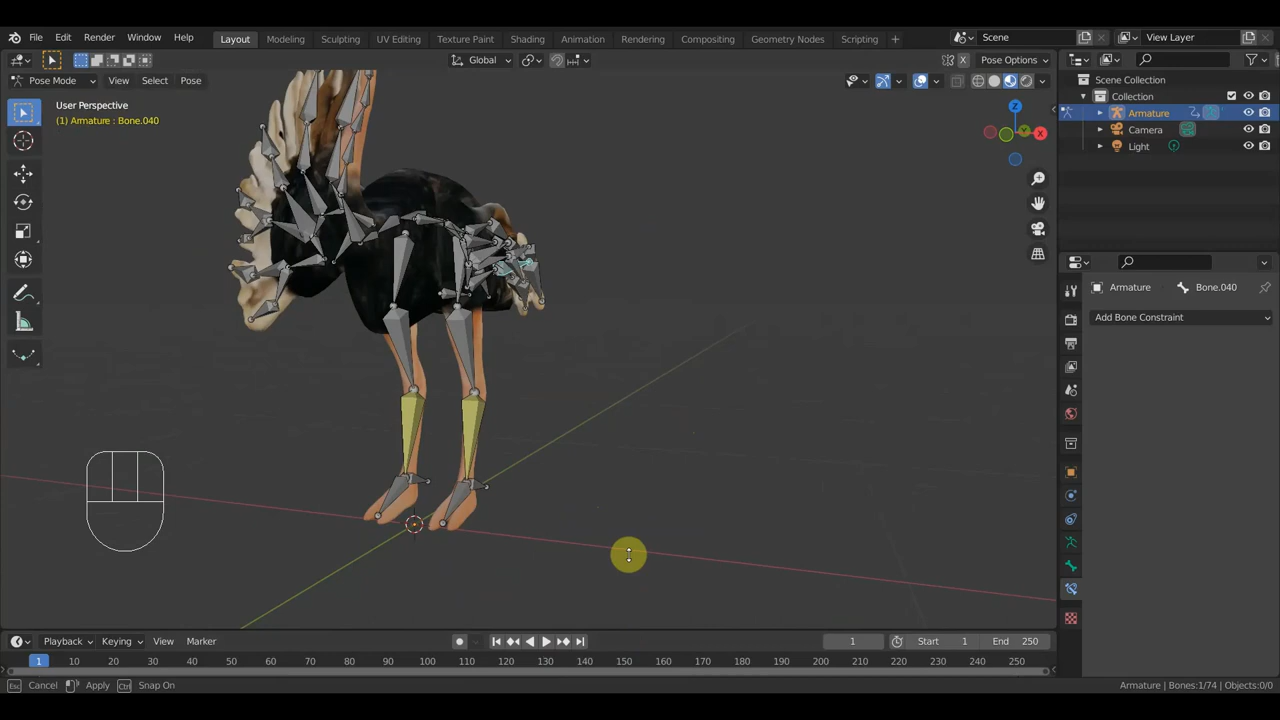 File Edit Render Window Help
Layout Modeling Sculpting UV Editing Texture Paint Shading Animation Rendering Compositing Geometry Nodes Scripting +
Scene
View Layer
Global
X
Pose Options
Pose Mode
View Select Pose
User Perspective
(1) Armature : Bone.040
Z
Y
X
Scene Collection
Collection
Armature
Camera
Light
Armature
Bone.040
Add Bone Constraint
Playback Keying View Marker
1
Start 1
End 250
1 10 20 30 40 50 60 70 80 90 100 110 120 130 140 150 160 170 180 190 200 210 220 230 240 250
Esc Cancel Apply Ctrl Snap On
Armature | Bones:1/74 | Objects:0/0